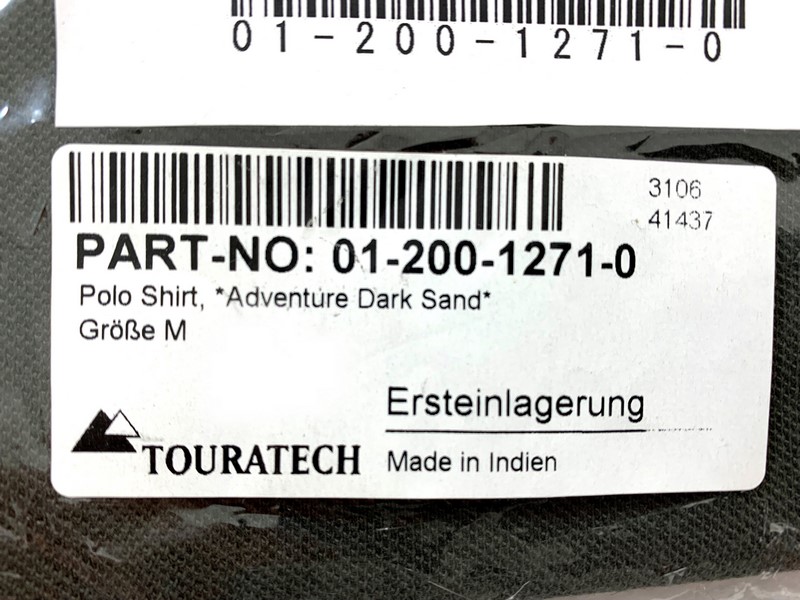 01-200-1271-0
3106
41437
PART-NO: 01-200-1271-0
Polo Shirt, *Adventure Dark Sand*
Größe M
Ersteinlagerung
TOURATECH
Made in Indien